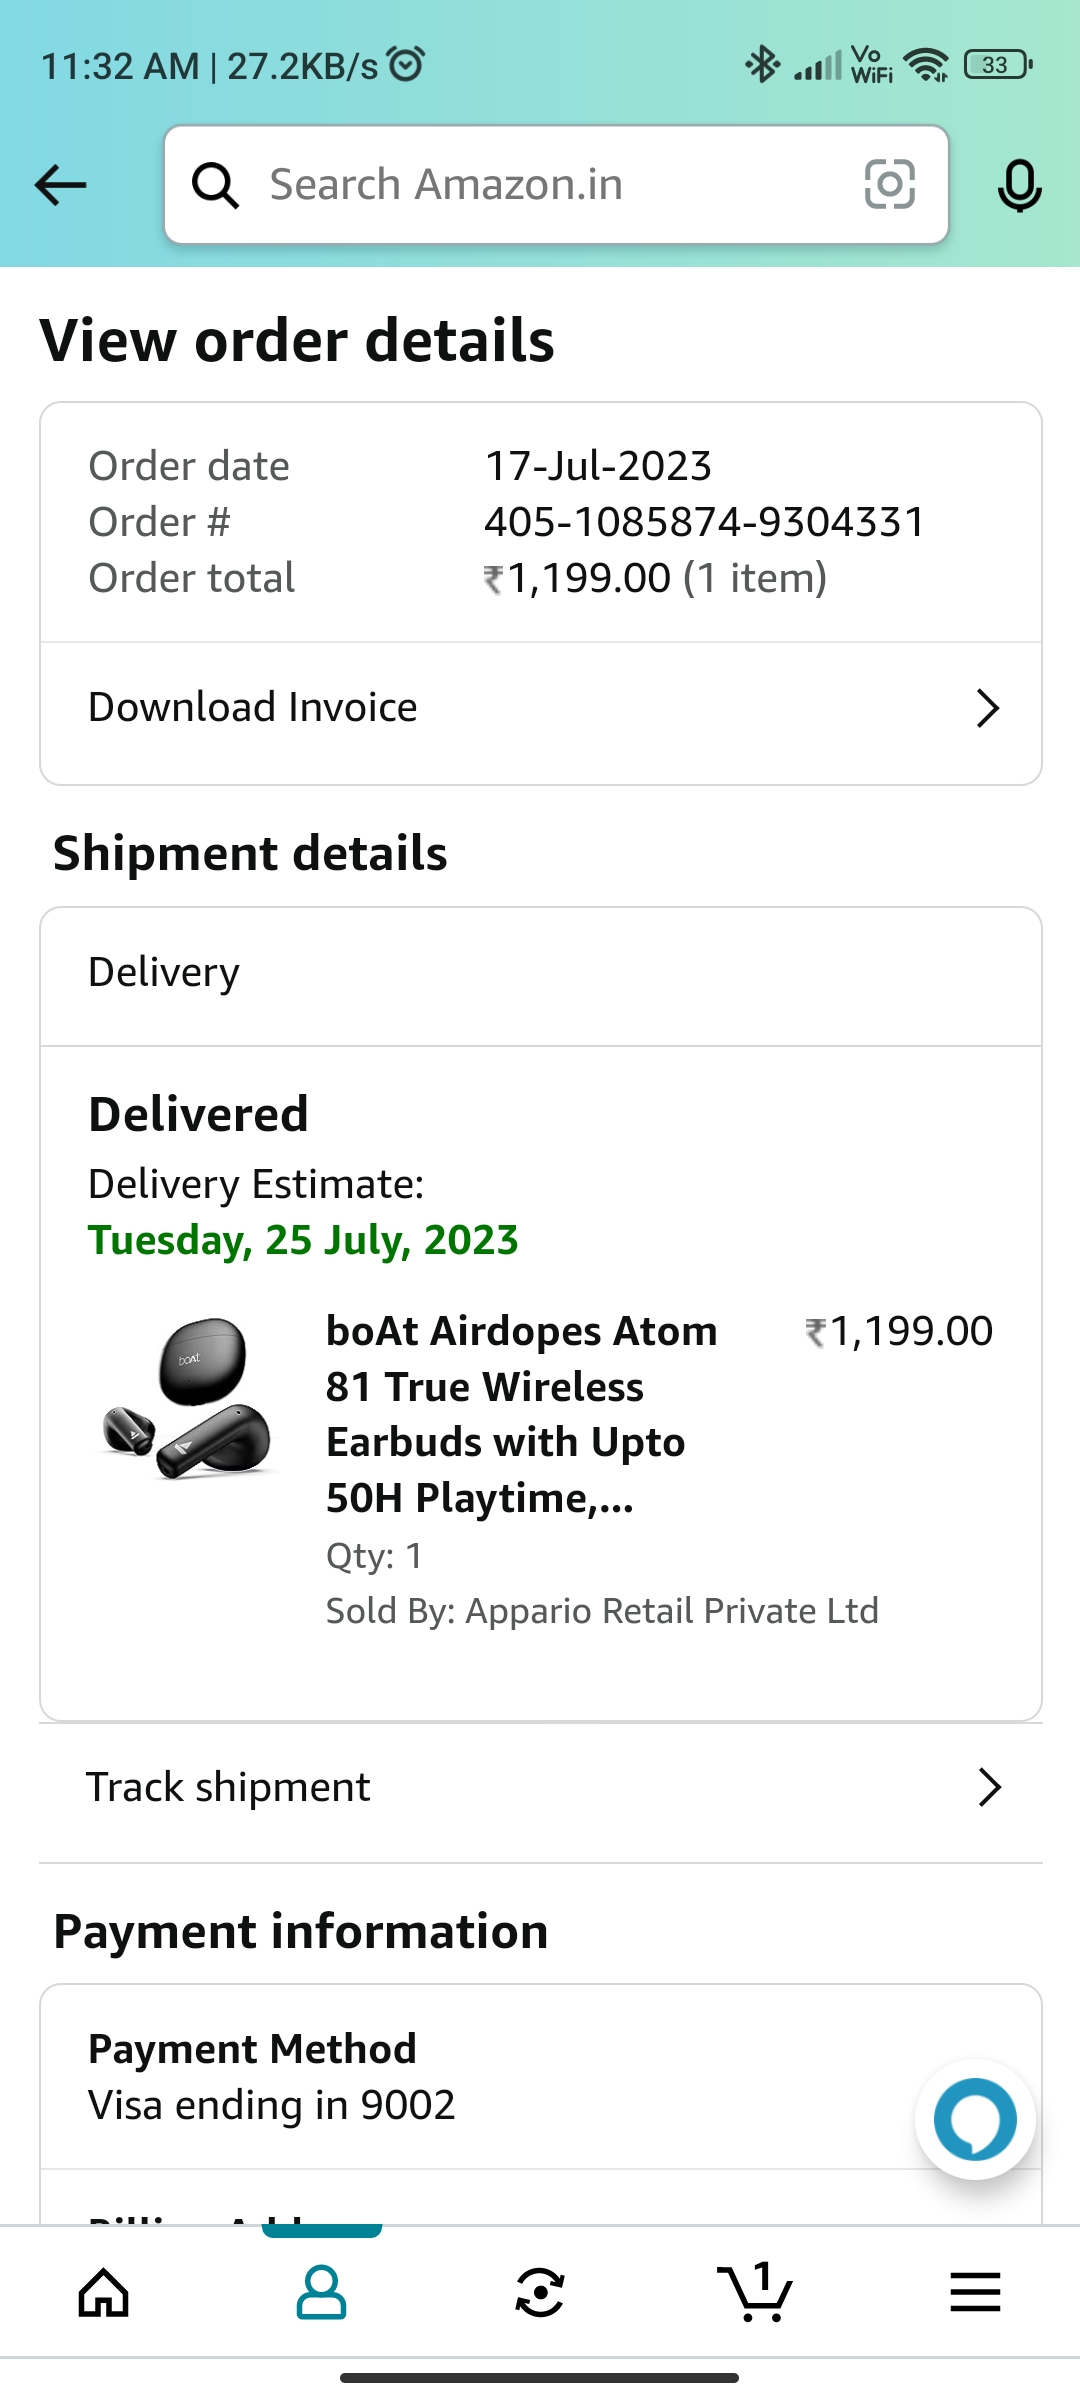 11:32 AM | 27.2KB/s
Vo
WiFi
33
Search Amazon.in
View order details
Order date 17-Jul-2023
Order # 405-1085874-9304331
Order total ₹1,199.00 (1 item)
Download Invoice
Shipment details
Delivery
Delivered
Delivery Estimate:
Tuesday, 25 July, 2023
boAt
boAt Airdopes Atom ₹1,199.00
81 True Wireless
Earbuds with Upto
50H Playtime,...
Qty: 1
Sold By: Appario Retail Private Ltd
Track shipment
Payment information
Payment Method
Visa ending in 9002
1